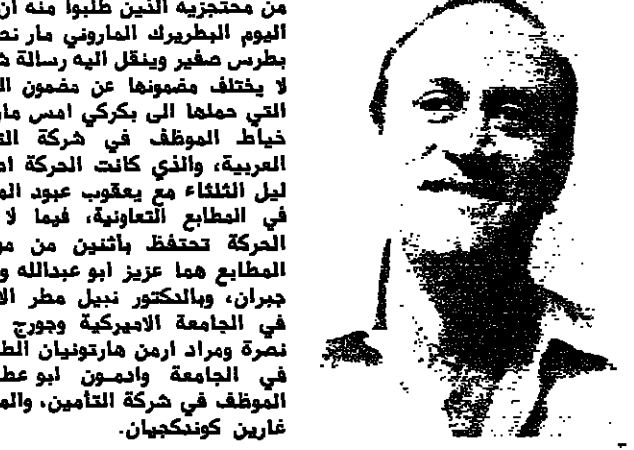 من محتجزيه الذين طلبوا منه ان
اليوم البطريرك الماروني مار نص
بطرس صفير وينقل اليه رسالة ش
لا يختلف مضمونها عن مضمون ال
التي حملها الى بكركي امس مار
خياط الموظف في شركة الت
العربية، والذي كانت الحركة اف
ليل الثلثاء مع يعقوب عبود الم
في المطابع التعاونية، فيما لا
الحركة تحتفظ بأثنين من مو
المطابع هما عزيز ابو عبدالله و
جبران، وبالدكتور نبيل مطر الا
في الجامعة الاميركية وجورج
نصرة ومراد ارمن هارتونيان الط
في الجامعة وادمون ابو عط
الموظف في شركة التأمين، والم
غارين كوندكجيان.